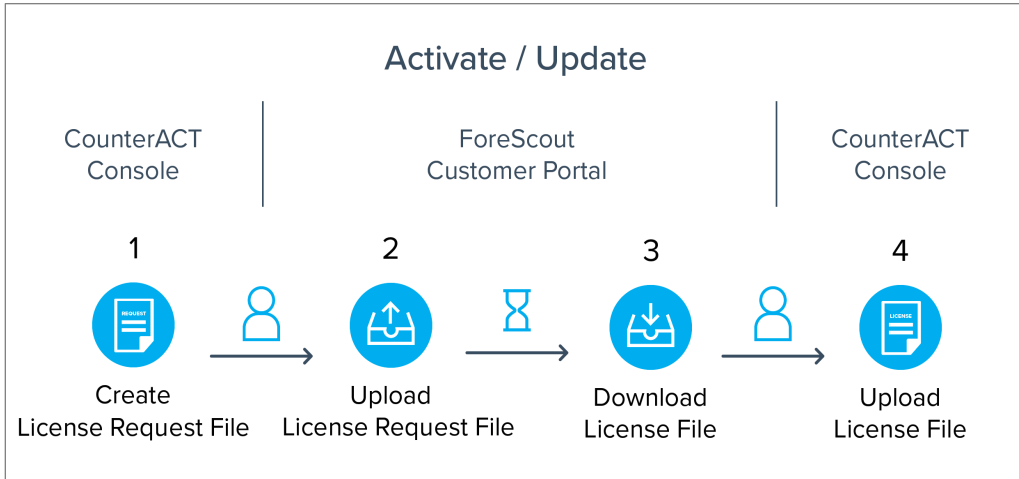 Activate / Update
CounterACT
Console
ForeScout
Customer Portal
CounterACT
Console
1
2
3
4
REQUEST
LICENSE
Create
License Request File
Upload
License Request File
Download
License File
Upload
License File